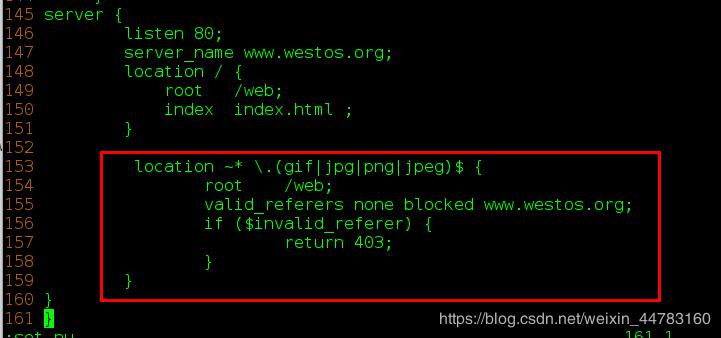 145 server {
146         listen 80;
147         server_name www.westos.org;
148         location / {
149             root   /web;
150             index  index.html ;
151         }
152
153          location ~* \.(gif|jpg|png|jpeg)$ {
154                 root    /web;
155                 valid_referers none blocked www.westos.org;
156                 if ($invalid_referer) {
157                         return 403;
158                 }
159         }
160 }
161 }
https://blog.csdn.net/weixin_44783160
:set nu 161,1